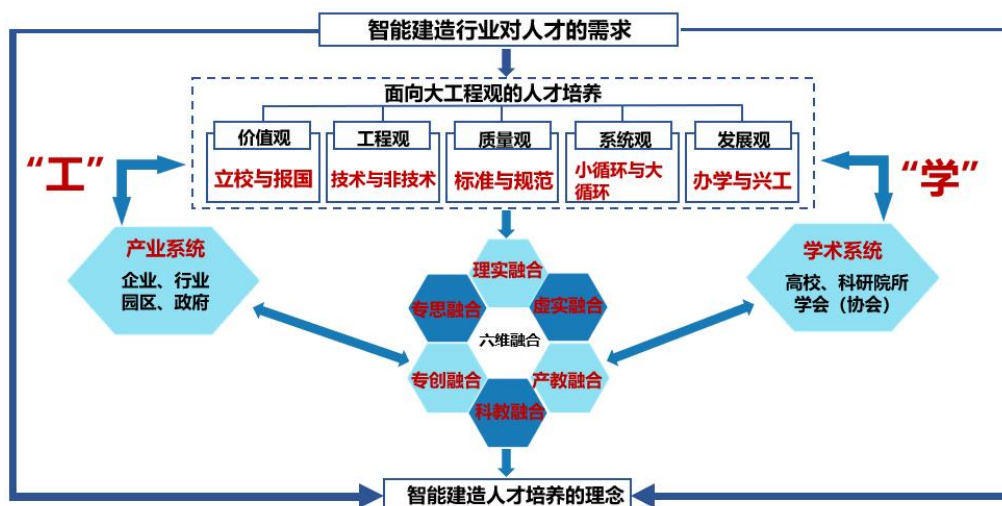 智能建造行业对人才的需求
面向大工程观的人才培养
价值观
工程观
质量观
系统观
发展观
立校与报国
技术与非技术
标准与规范
小循环与大
循环
办学与兴工
“工”
“学”
产业系统
企业、行业
园区、政府
学术系统
高校、科研院所
学会（协会）
理实融合
专思融合
虚实融合
六维融合
专创融合
产教融合
科教融合
智能建造人才培养的理念